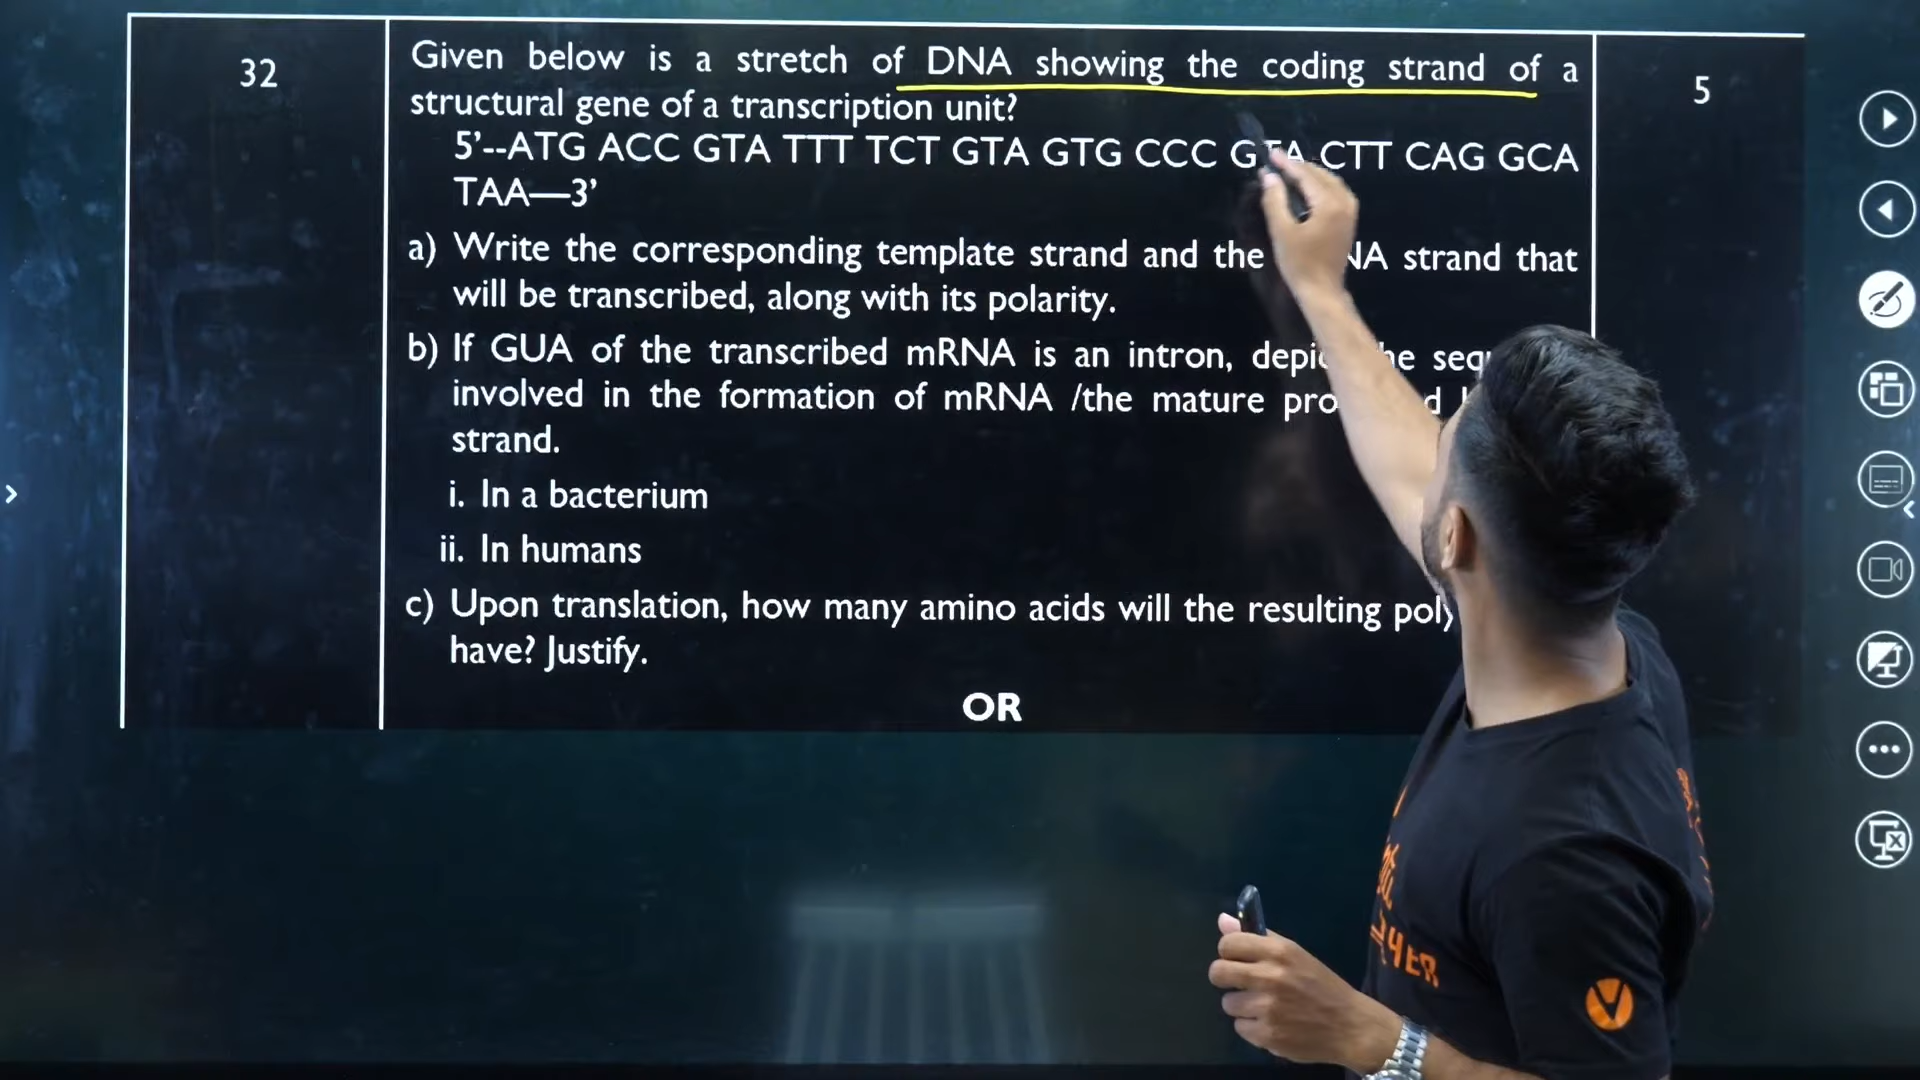 32
Given below is a stretch of DNA showing the coding strand of a
5
structural gene of a transcription unit?
5’--ATG ACC GTA TTT TCT GTA GTG CCC GTA CTT CAG GCA
TAA—3’
a) Write the corresponding template strand and the NA strand that
will be transcribed, along with its polarity.
b) If GUA of the transcribed mRNA is an intron, depi he sequ
involved in the formation of mRNA /the mature pro d
strand.
i. In a bacterium
ii. In humans
c) Upon translation, how many amino acids will the resulting poly
have? Justify.
OR